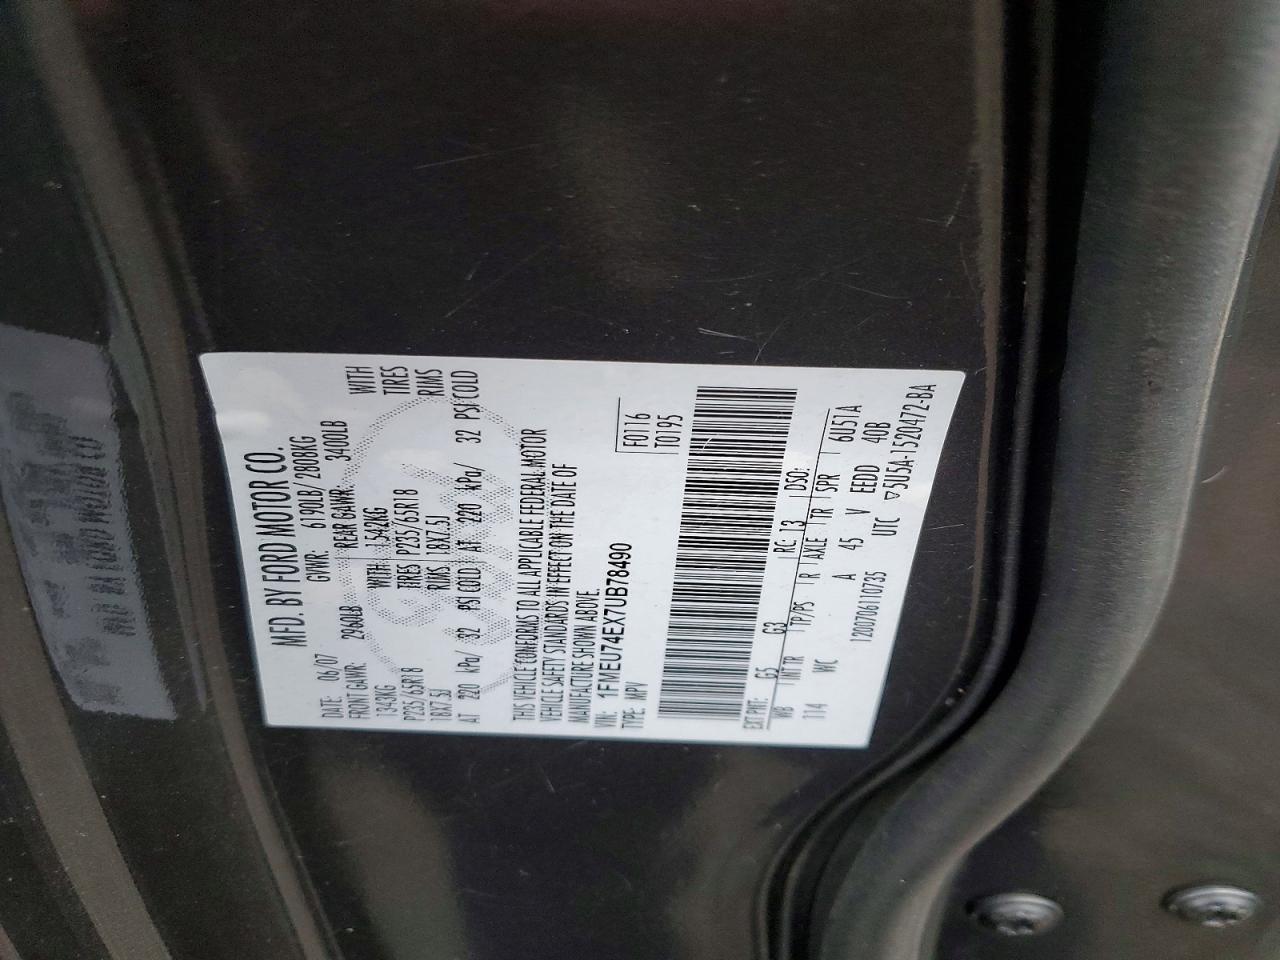 MFD. BY FORD MOTOR CO.
DATE: 06/07 GVWR: 6190LB/ 2808KG
FRONT GAWR: 2960LB REAR GAWR: 3400LB
1343KG WITH 1542KG WITH
P235/65R18 TIRES P235/65R18 TIRES
18X7.5J RIMS 18X7.5J RIMS
AT 220 kPa/ 32 PSI COLD AT 220 kPa/ 32 PSI COLD
THIS VEHICLE CONFORMS TO ALL APPLICABLE FEDERAL MOTOR
VEHICLE SAFETY STANDARDS IN EFFECT ON THE DATE OF
MANUFACTURE SHOWN ABOVE.
VIN: 1FMEU74EX7UB78490 F0116
TYPE: MPV T0195
EXT PNT: G5 G3 RC: 13 DSO:
WB INT TR TP/PS R AXLE TR SPR 6U51A
114 WC A 45 V EEDD 4DB
120070611 0735 UTC ▽5U5A-1520472-BA